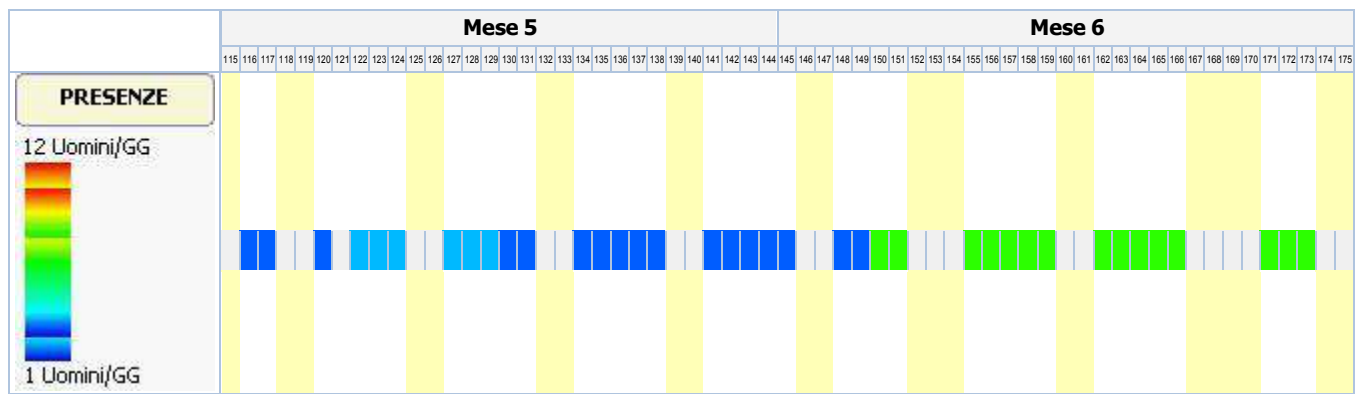 Mese 5 Mese 6
115 116 117 118 119 120 121 122 123 124 125 126 127 128 129 130 131 132 133 134 135 136 137 138 139 140 141 142 143 144 145 146 147 148 149 150 151 152 153 154 155 156 157 158 159 160 161 162 163 164 165 166 167 168 169 170 171 172 173 174 175
PRESENZE
12 Uomini/GG
1 Uomini/GG